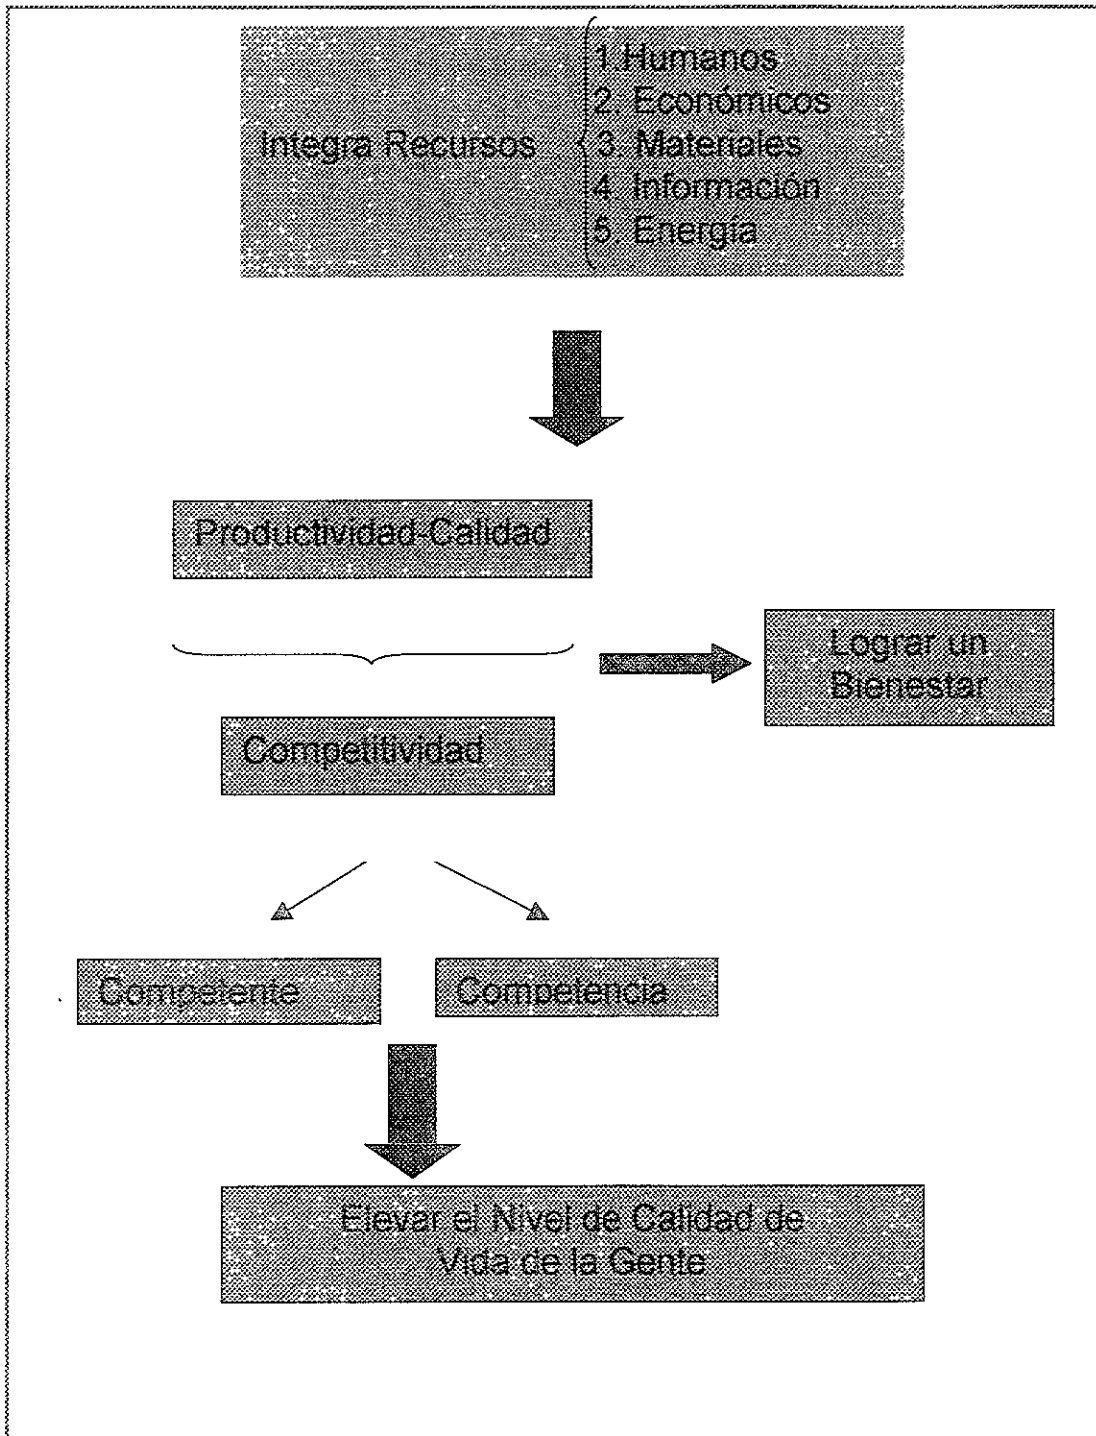 1.Humanos
2. Económicos
Integra Recursos
3. Materiales
4. Información
5. Energía
Productividad-Calidad
Lograr un
Bienestar
Competitividad
Competente
Competencia
Elevar el Nivel de Calidad de
Vida de la Gente